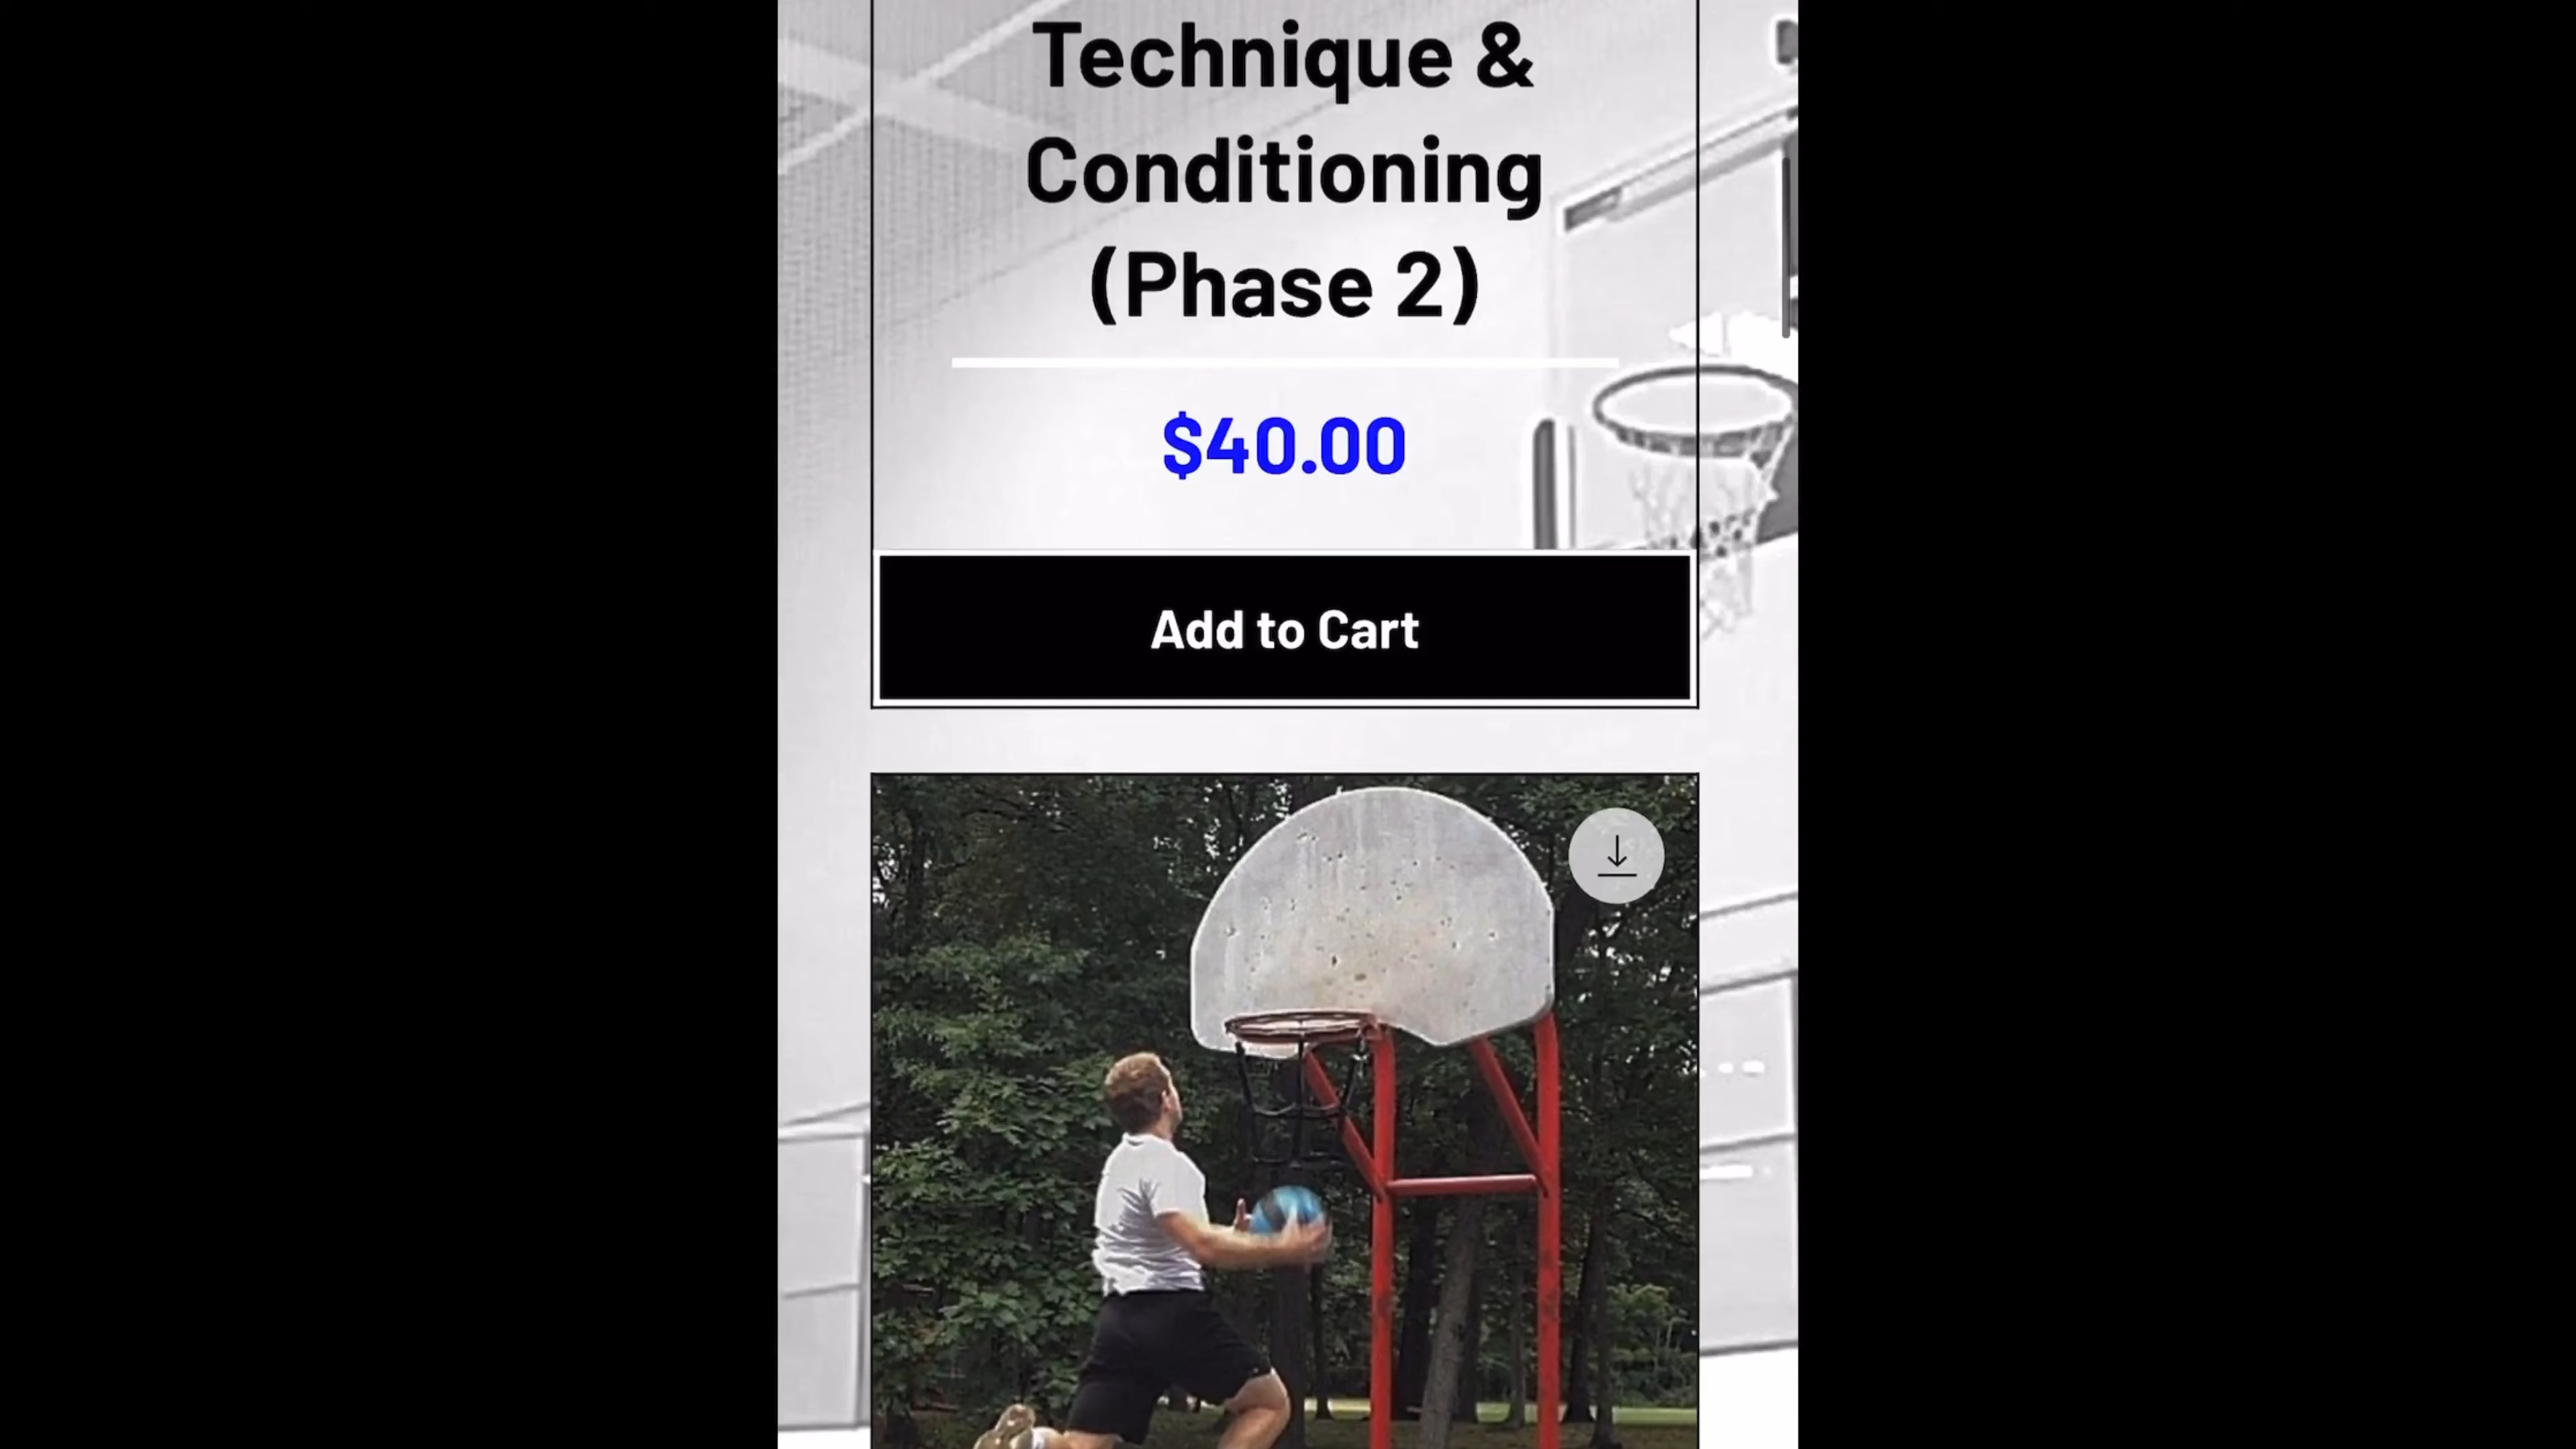 Technique &
Conditioning
(Phase 2)
$40.00
Add to Cart